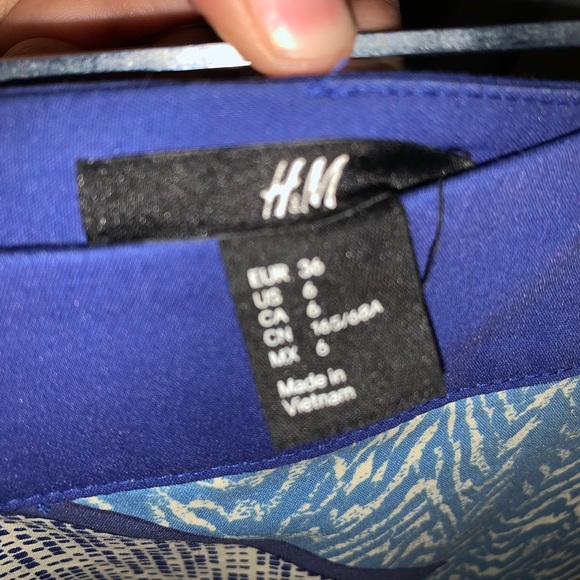 H&M
EUR 36
US 6
CA 6
CN 165/68A
MX 6
Made in
Vietnam